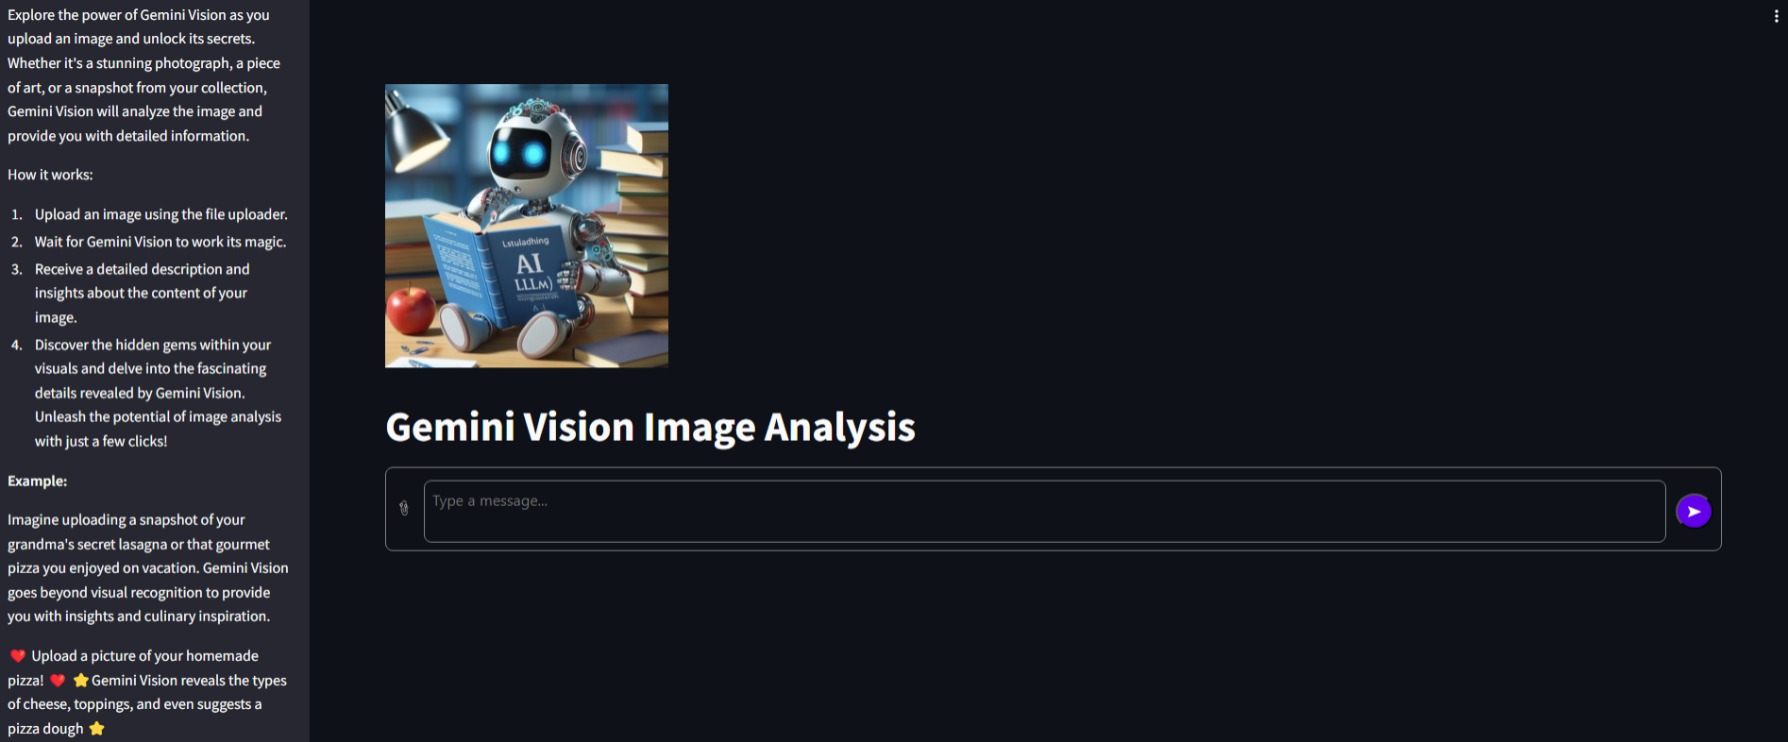 Explore the power of Gemini Vision as you
upload an image and unlock its secrets.
Whether it's a stunning photograph, a piece
of art, or a snapshot from your collection,
Gemini Vision will analyze the image and
provide you with detailed information.
How it works:
1. Upload an image using the file uploader.
2. Wait for Gemini Vision to work its magic.
3. Receive a detailed description and
insights about the content of your
image.
4. Discover the hidden gems within your
visuals and delve into the fascinating
details revealed by Gemini Vision.
Unleash the potential of image analysis
with just a few clicks!
Example:
Imagine uploading a snapshot of your
grandma's secret lasagna or that gourmet
pizza you enjoyed on vacation. Gemini Vision
goes beyond visual recognition to provide
you with insights and culinary inspiration.
❤️ Upload a picture of your homemade
pizza! ❤️ ⭐ Gemini Vision reveals the types
of cheese, toppings, and even suggests a
pizza dough ⭐
Lstuladhing
AI
LLLM)
Gemini Vision Image Analysis
Type a message...